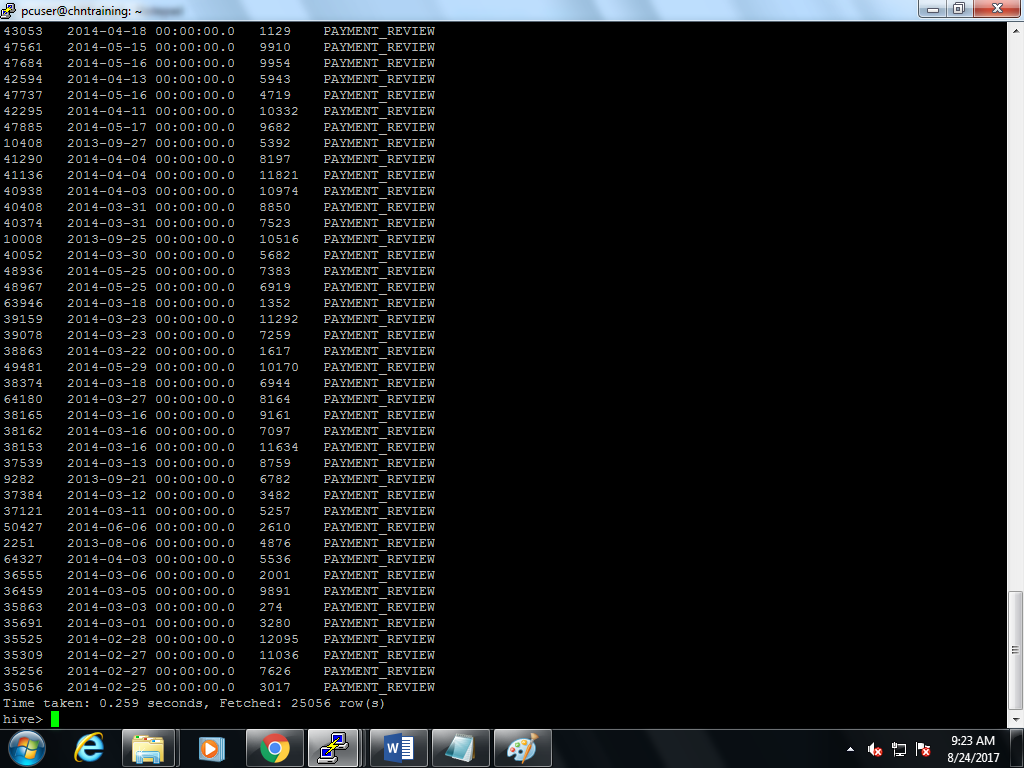 pcuser@chntraining: ~
43053 2014-04-18 00:00:00.0 1129 PAYMENT_REVIEW
47561 2014-05-15 00:00:00.0 9910 PAYMENT_REVIEW
47684 2014-05-16 00:00:00.0 9954 PAYMENT_REVIEW
42594 2014-04-13 00:00:00.0 5943 PAYMENT_REVIEW
47737 2014-05-16 00:00:00.0 4719 PAYMENT_REVIEW
42295 2014-04-11 00:00:00.0 10332 PAYMENT_REVIEW
47885 2014-05-17 00:00:00.0 9682 PAYMENT_REVIEW
10408 2013-09-27 00:00:00.0 5392 PAYMENT_REVIEW
41290 2014-04-04 00:00:00.0 8197 PAYMENT_REVIEW
41136 2014-04-04 00:00:00.0 11821 PAYMENT_REVIEW
40938 2014-04-03 00:00:00.0 10974 PAYMENT_REVIEW
40408 2014-03-31 00:00:00.0 8850 PAYMENT_REVIEW
40374 2014-03-31 00:00:00.0 7523 PAYMENT_REVIEW
10008 2013-09-25 00:00:00.0 10516 PAYMENT_REVIEW
40052 2014-03-30 00:00:00.0 5682 PAYMENT_REVIEW
48936 2014-05-25 00:00:00.0 7383 PAYMENT_REVIEW
48967 2014-05-25 00:00:00.0 6919 PAYMENT_REVIEW
63946 2014-03-18 00:00:00.0 1352 PAYMENT_REVIEW
39159 2014-03-23 00:00:00.0 11292 PAYMENT_REVIEW
39078 2014-03-23 00:00:00.0 7259 PAYMENT_REVIEW
38863 2014-03-22 00:00:00.0 1617 PAYMENT_REVIEW
49481 2014-05-29 00:00:00.0 10170 PAYMENT_REVIEW
38374 2014-03-18 00:00:00.0 6944 PAYMENT_REVIEW
64180 2014-03-27 00:00:00.0 8164 PAYMENT_REVIEW
38165 2014-03-16 00:00:00.0 9161 PAYMENT_REVIEW
38162 2014-03-16 00:00:00.0 7097 PAYMENT_REVIEW
38153 2014-03-16 00:00:00.0 11634 PAYMENT_REVIEW
37539 2014-03-13 00:00:00.0 8759 PAYMENT_REVIEW
9282 2013-09-21 00:00:00.0 6782 PAYMENT_REVIEW
37384 2014-03-12 00:00:00.0 3482 PAYMENT_REVIEW
37121 2014-03-11 00:00:00.0 5257 PAYMENT_REVIEW
50427 2014-06-06 00:00:00.0 2610 PAYMENT_REVIEW
2251 2013-08-06 00:00:00.0 4876 PAYMENT_REVIEW
64327 2014-04-03 00:00:00.0 5536 PAYMENT_REVIEW
36555 2014-03-06 00:00:00.0 2001 PAYMENT_REVIEW
36459 2014-03-05 00:00:00.0 9891 PAYMENT_REVIEW
35863 2014-03-03 00:00:00.0 274 PAYMENT_REVIEW
35691 2014-03-01 00:00:00.0 3280 PAYMENT_REVIEW
35525 2014-02-28 00:00:00.0 12095 PAYMENT_REVIEW
35309 2014-02-27 00:00:00.0 11036 PAYMENT_REVIEW
35256 2014-02-27 00:00:00.0 7626 PAYMENT_REVIEW
35056 2014-02-25 00:00:00.0 3017 PAYMENT_REVIEW
Time taken: 0.259 seconds, Fetched: 25056 row(s)
hive>
9:23 AM
8/24/2017